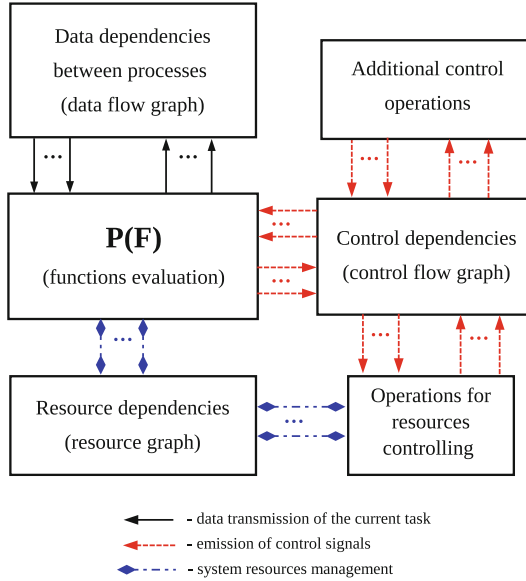 Data dependencies
between processes
(data flow graph)
Additional control
operations
P(F)
(functions evaluation)
Control dependencies
(control flow graph)
Resource dependencies
(resource graph)
Operations for
resources
controlling
- data transmission of the current task
- emission of control signals
- system resources management